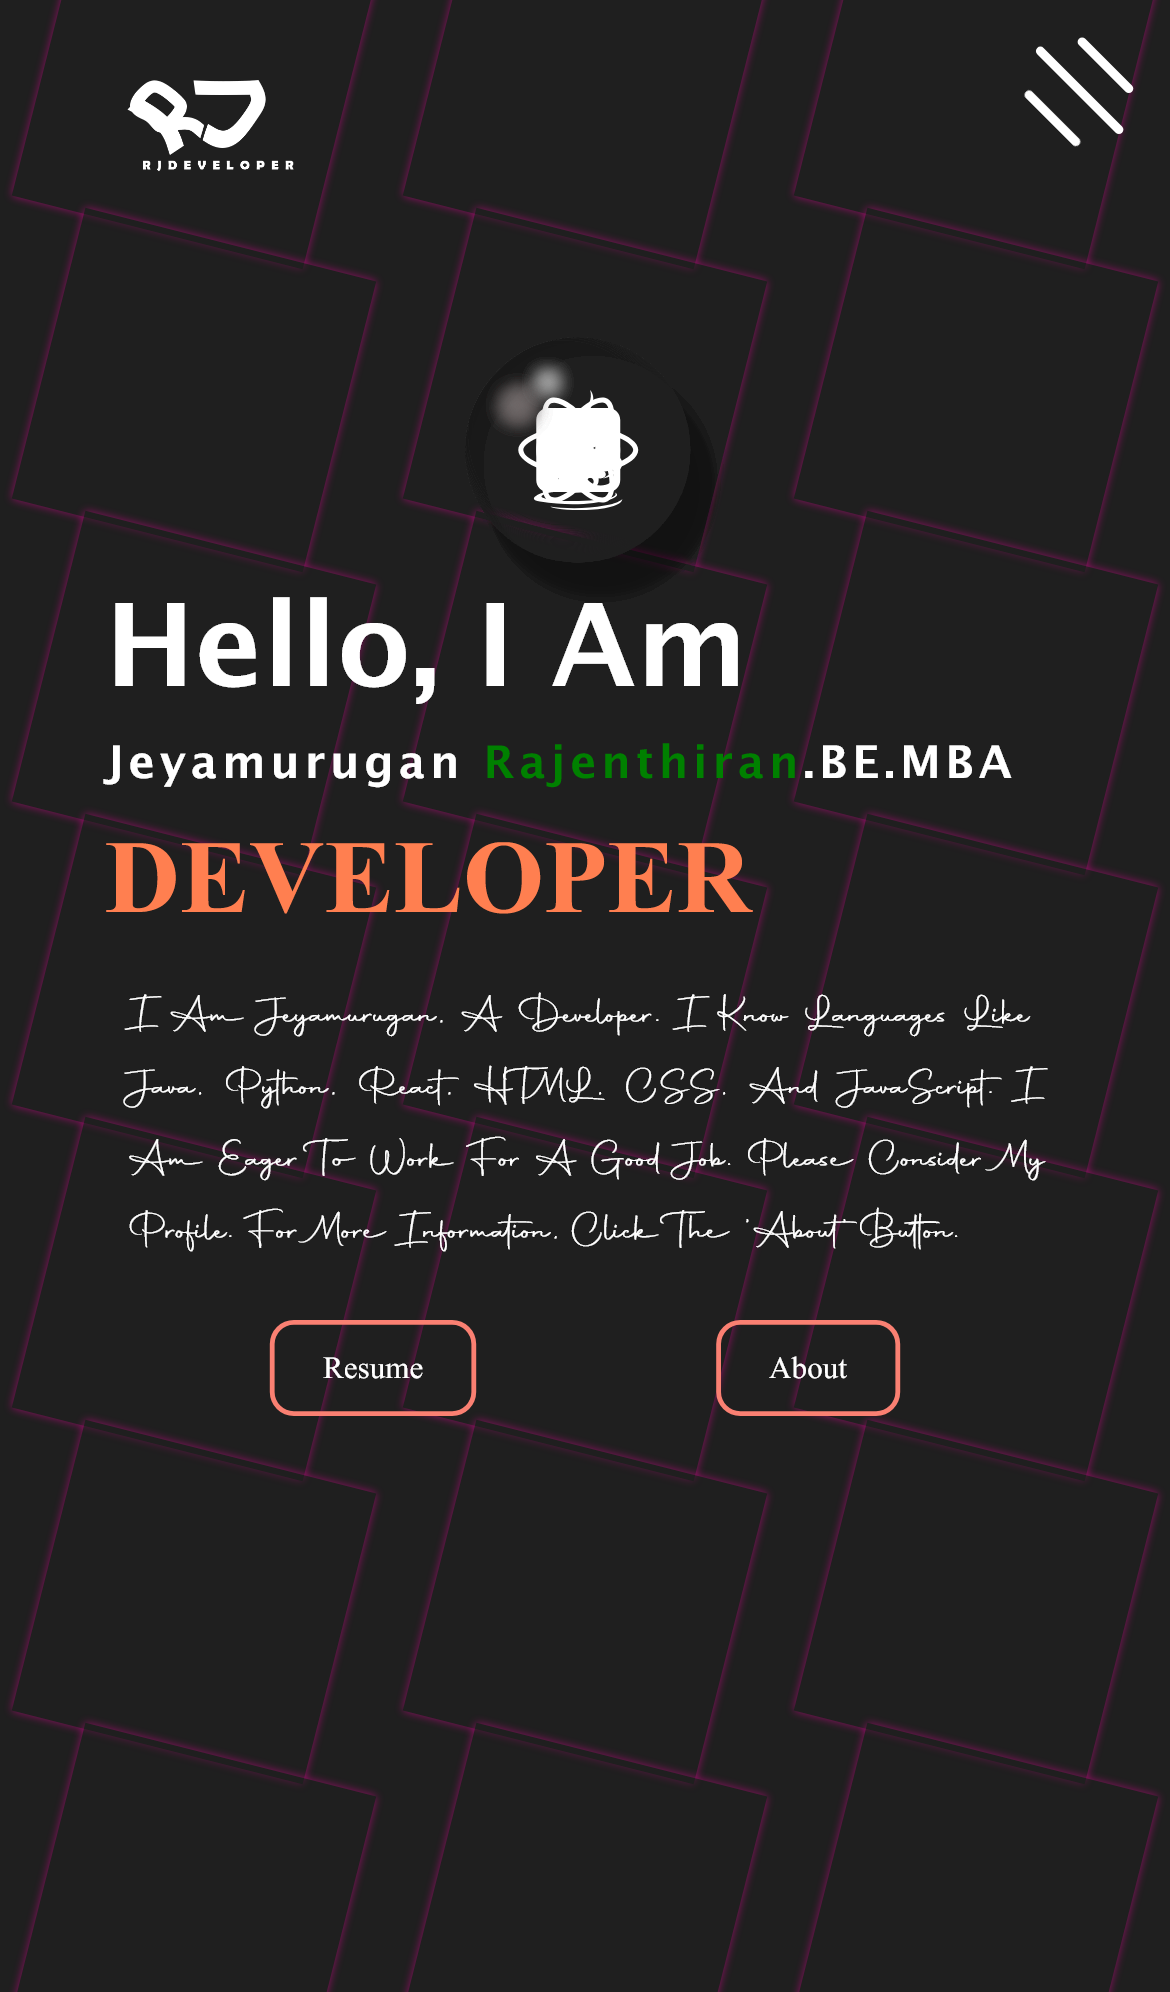 RJ
RJDEVELOPER
Hello, I Am
Jeyamurugan Rajenthiran.BE.MBA
DEVELOPER
I Am Jeyamurugan, A Developer. I Know Languages Like
Java, Python, React, HTML, CSS, And JavaScript. I
Am Eager To Work For A Good Job. Please Consider My
Profile. For More Information, Click The 'About' Button.
Resume
About